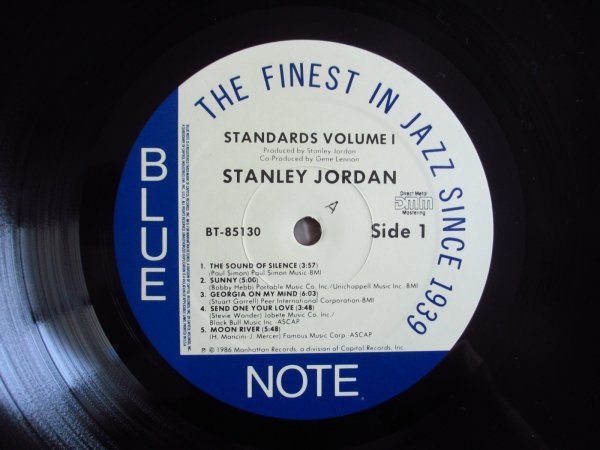 THE FINEST IN JAZZ SINCE 1939
BLUE
NOTE
STANDARDS VOLUME I
Produced by Stanley Jordan
Co-Produced by Gene Lennon
STANLEY JORDAN
A
Direct Metal
DMM
Mastering
BT-85130
Side 1
1. THE SOUND OF SILENCE (3:57)
(Paul Simon) Paul Simon Music BMI
2. SUNNY (5:00)
(Bobby Hebb) Portable Music Co. Inc./Unichappell Music Inc. BMI
3. GEORGIA ON MY MIND (6:03)
(Stuart Garrell) Peer International Corporation BMI
4. SEND ONE YOUR LOVE (3:48)
(Stevie Wonder) Jobete Music Co. Inc./
Black Bull Music Inc. -ASCAP
5. MOON RIVER (5:48)
(H. Mancini-J. Mercer) Famous Music Corp. ASCAP
℗ © 1986 Manhattan Records, a division of Capitol Records, Inc.